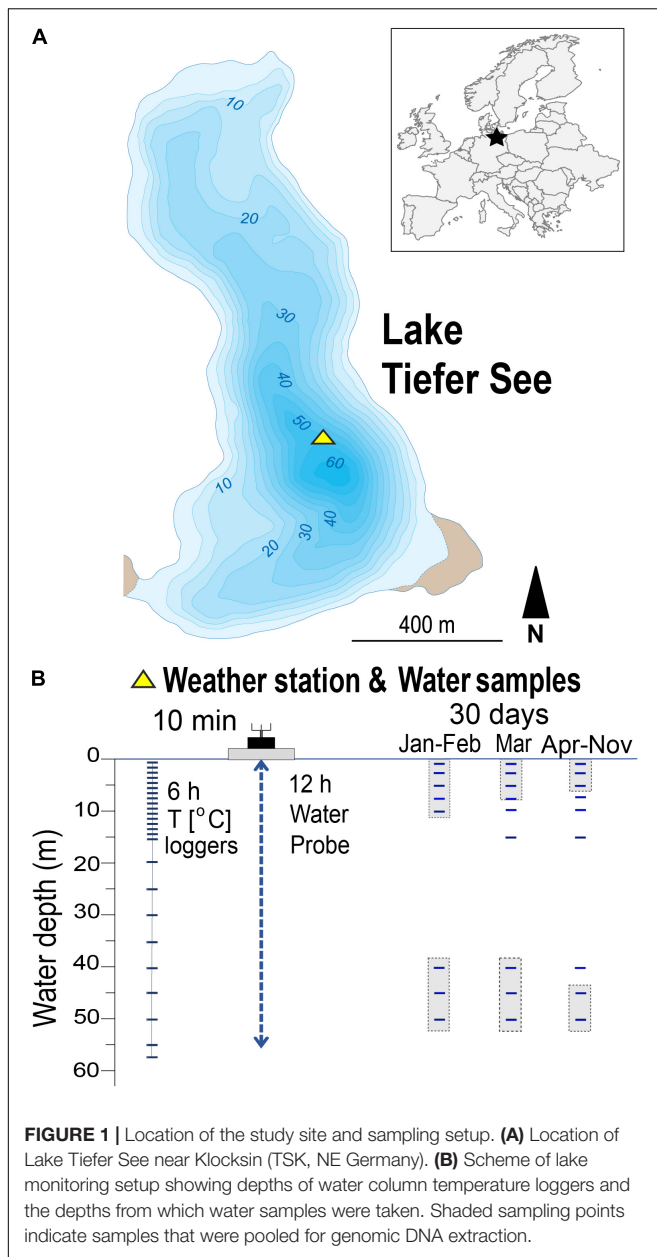 A
10
20
30
40
50
60
10
20
30
40
Lake
Tiefer See
400 m
N
B
Weather station & Water samples
10 min
30 days
Jan-Feb Mar Apr-Nov
0
10
20
30
40
50
60
Water depth (m)
6 h
T [°C]
loggers
12 h
Water
Probe
FIGURE 1 | Location of the study site and sampling setup. (A) Location of
Lake Tiefer See near Klocksin (TSK, NE Germany). (B) Scheme of lake
monitoring setup showing depths of water column temperature loggers and
the depths from which water samples were taken. Shaded sampling points
indicate samples that were pooled for genomic DNA extraction.